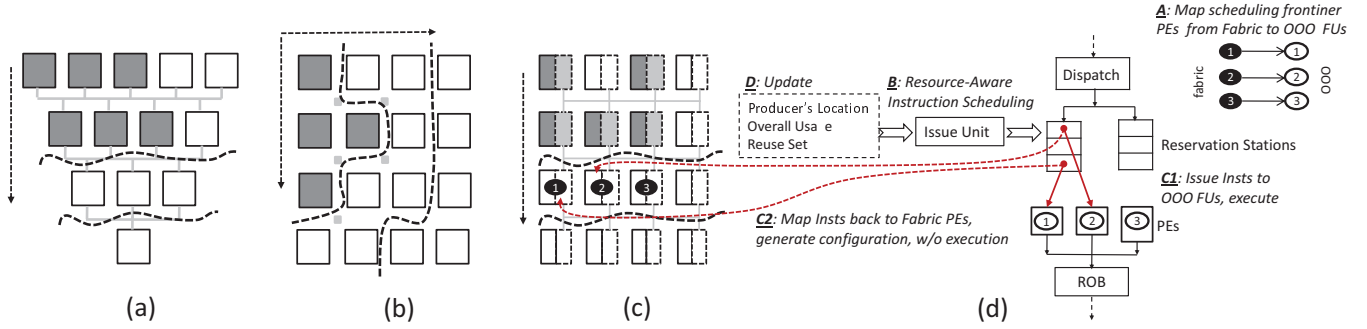 A: Map scheduling frontiner
PEs from Fabric to OOO FUs
1
1
2
2
3
3
fabric
OOO
Dispatch
D: Update
Producer's Location
Overall Usa e
Reuse Set
B: Resource-Aware
Instruction Scheduling
Issue Unit
Reservation Stations
C1: Issue Insts to
OOO FUs, execute
1
2
3
C2: Map Insts back to Fabric PEs,
generate configuration, w/o execution
1
2
3
PEs
ROB
(a)
(b)
(c)
(d)